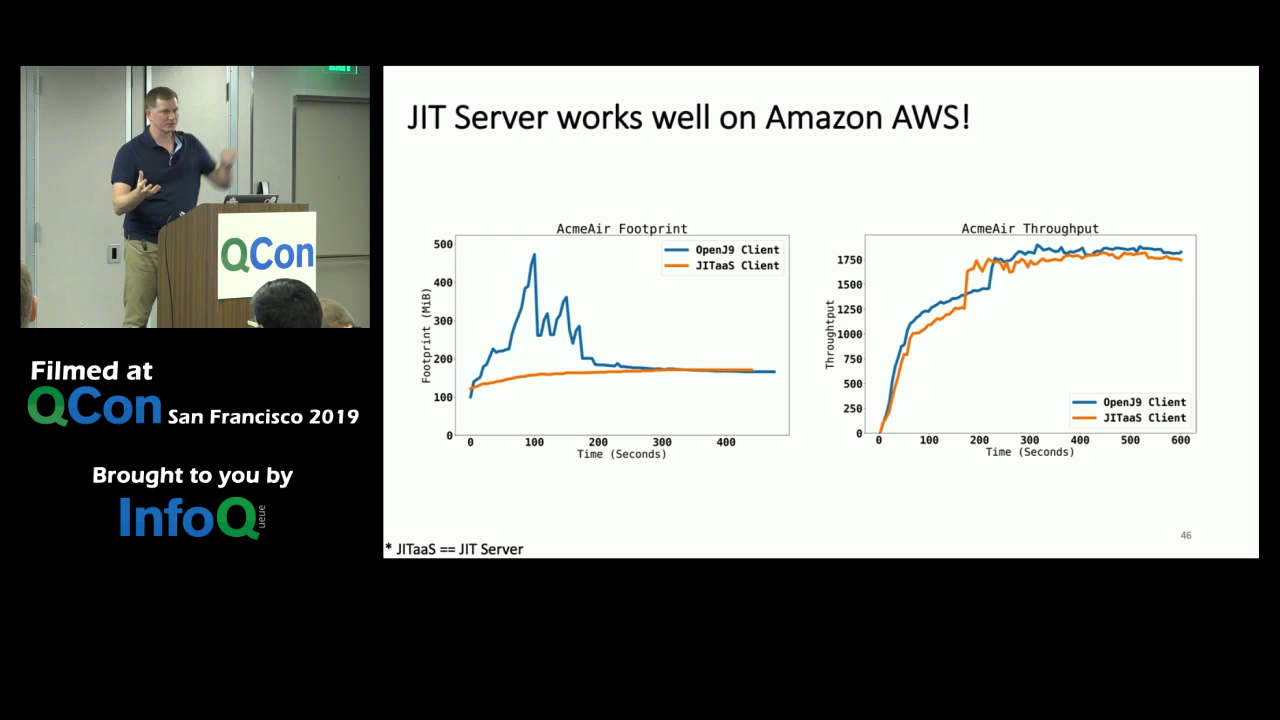 QCon
Filmed at
QCon San Francisco 2019
Brought to you by
InfoQ
ueue
JIT Server works well on Amazon AWS!
AcmeAir Footprint
OpenJ9 Client
JITaaS Client
Footprint (MiB)
500
400
300
200
100
0
0 100 200 300 400
Time (Seconds)
AcmeAir Throughput
OpenJ9 Client
JITaaS Client
Throughtput
1750
1500
1250
1000
750
500
250
0
0 100 200 300 400 500 600
Time (Seconds)
46
* JITaaS == JIT Server